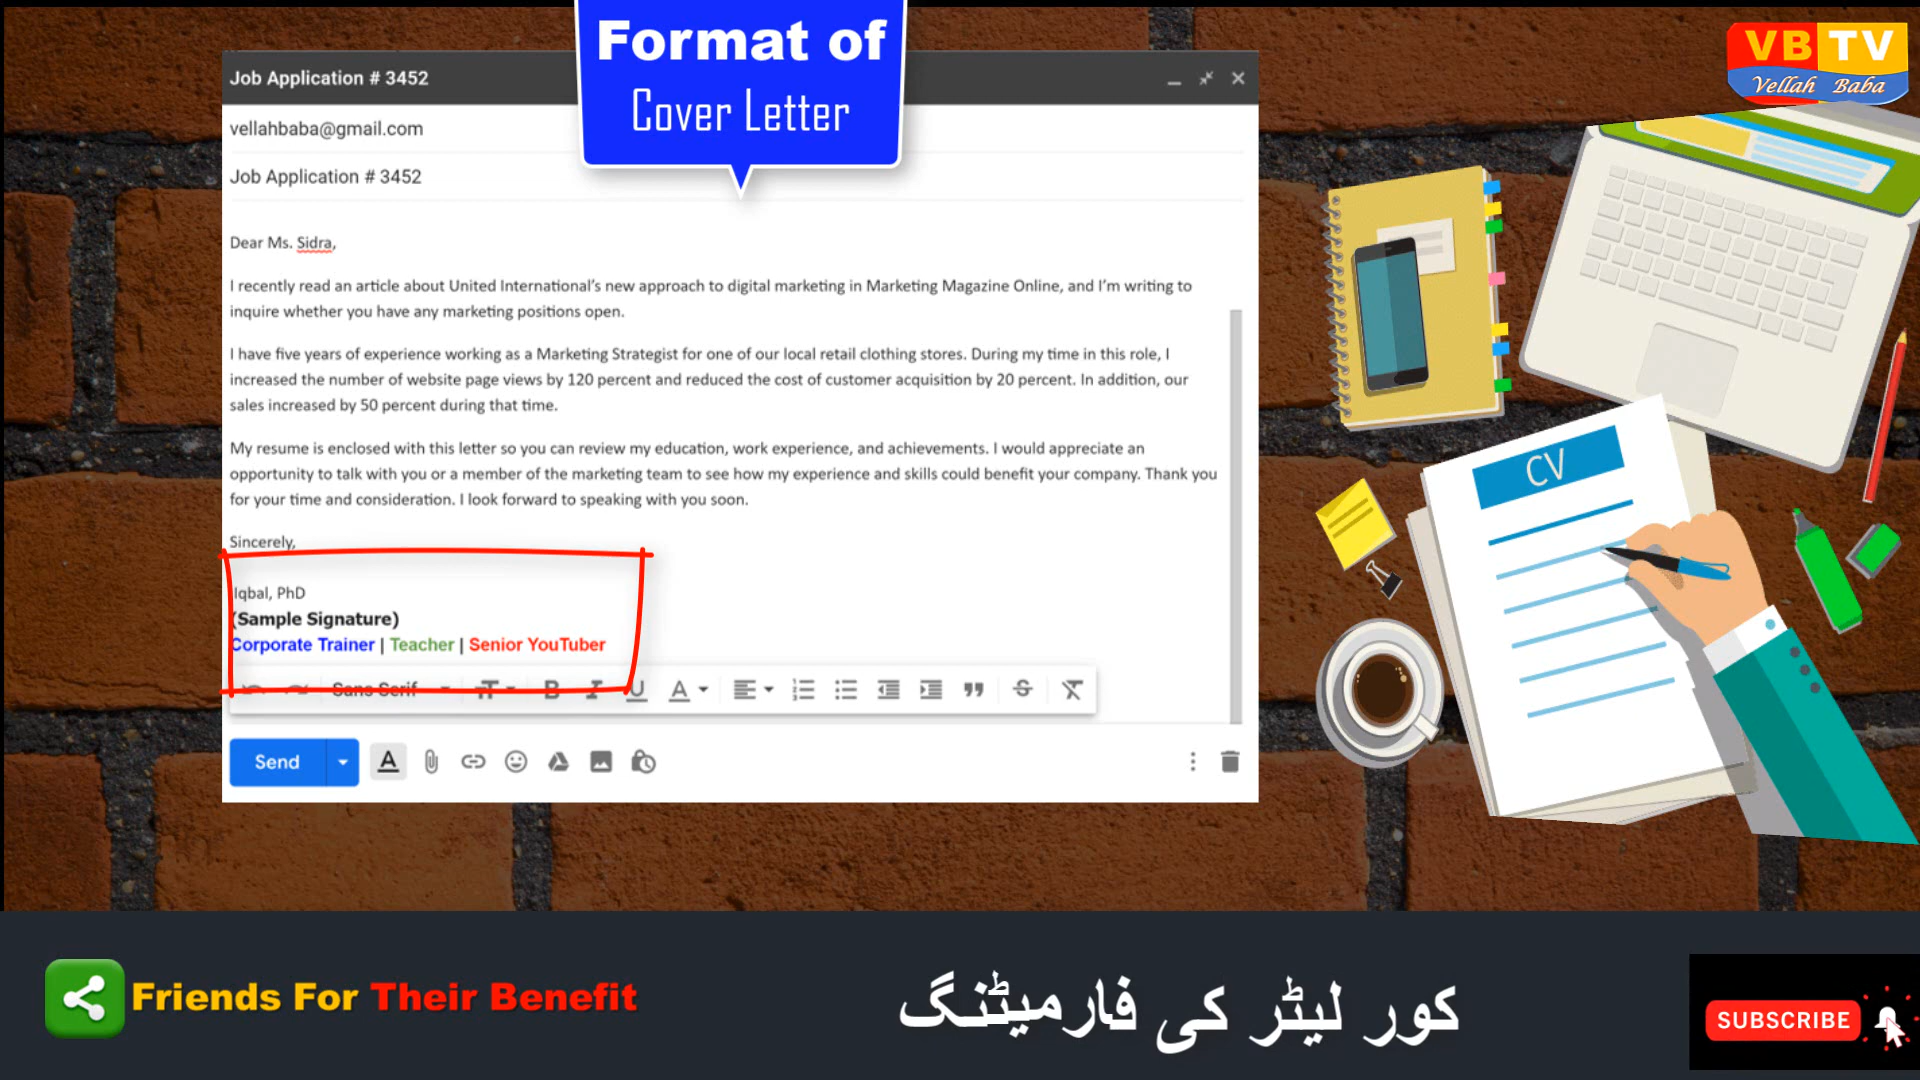 Format of
Cover Letter
VBTV
Vellah Baba
Job Application # 3452
vellahbaba@gmail.com
Job Application # 3452
Dear Ms. Sidra,
I recently read an article about United International's new approach to digital marketing in Marketing Magazine Online, and I'm writing to
inquire whether you have any marketing positions open.
I have five years of experience working as a Marketing Strategist for one of our local retail clothing stores. During my time in this role, I
increased the number of website page views by 120 percent and reduced the cost of customer acquisition by 20 percent. In addition, our
sales increased by 50 percent during that time.
My resume is enclosed with this letter so you can review my education, work experience, and achievements. I would appreciate an
opportunity to talk with you or a member of the marketing team to see how my experience and skills could benefit your company. Thank you
for your time and consideration. I look forward to speaking with you soon.
Sincerely,
Iqbal, PhD
(Sample Signature)
Corporate Trainer | Teacher | Senior YouTuber
Sans Serif
Send
CV
Friends For Their Benefit
کور لیٹر کی فارمیٹنگ
SUBSCRIBE